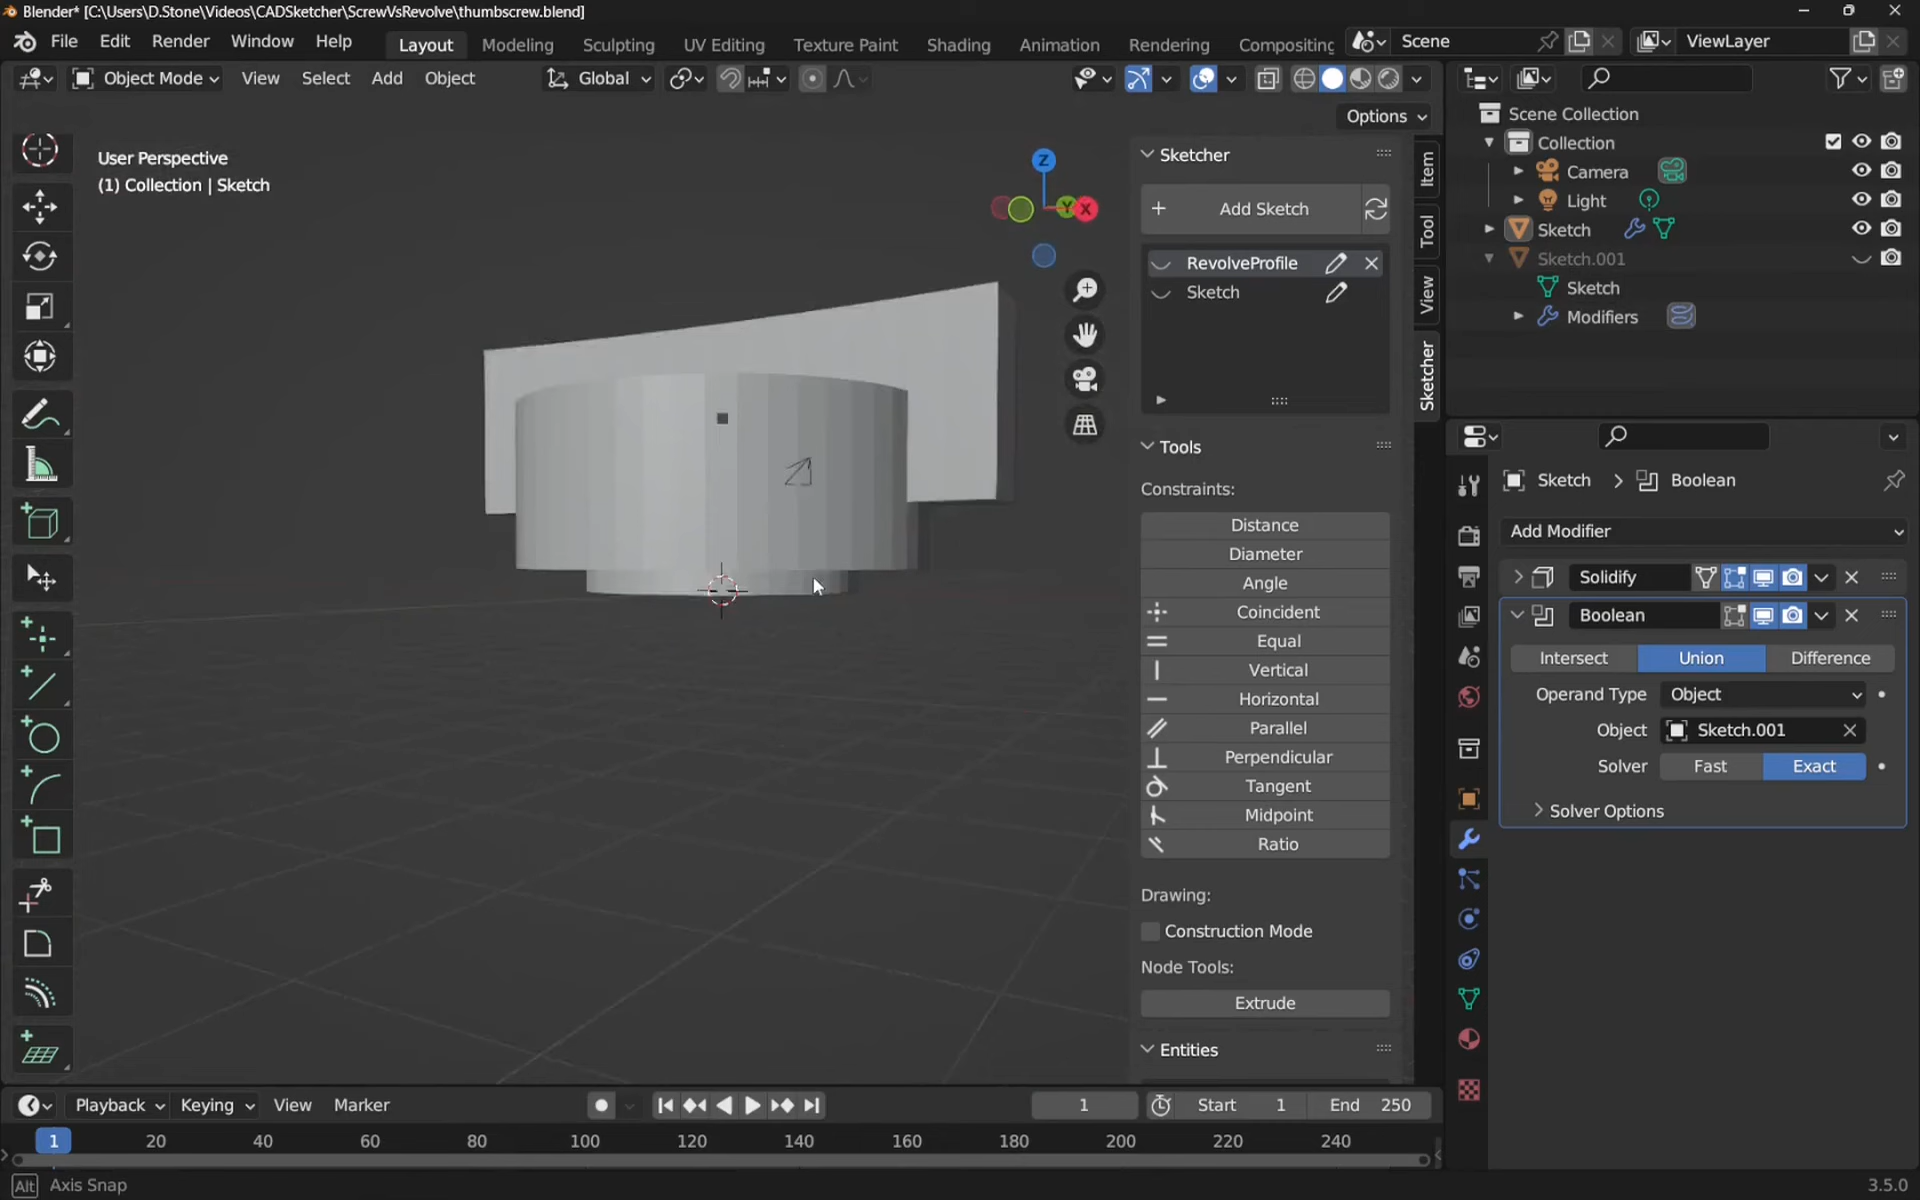 Blender* [C:\Users\D.Stone\Videos\CADSketcher\ScrewVsRevolve\thumbscrew.blend]
File Edit Render Window Help Layout Modeling Sculpting UV Editing Texture Paint Shading Animation Rendering Compositing Scene ViewLayer
Object Mode View Select Add Object Global
Options
User Perspective
(1) Collection | Sketch
Z
Y
X
Sketcher
Add Sketch
RevolveProfile
Sketch
Tools
Constraints:
Distance
Diameter
Angle
Coincident
Equal
Vertical
Horizontal
Parallel
Perpendicular
Tangent
Midpoint
Ratio
Drawing:
Construction Mode
Node Tools:
Extrude
Entities
Item
Tool
View
Sketcher
Scene Collection
Collection
Camera
Light
Sketch
Sketch.001
Sketch
Modifiers
Sketch > Boolean
Add Modifier
Solidify
Boolean
Intersect Union Difference
Operand Type Object
Object Sketch.001
Solver Fast Exact
Solver Options
Playback Keying View Marker 1 Start 1 End 250
1 20 40 60 80 100 120 140 160 180 200 220 240
Alt Axis Snap 3.5.0